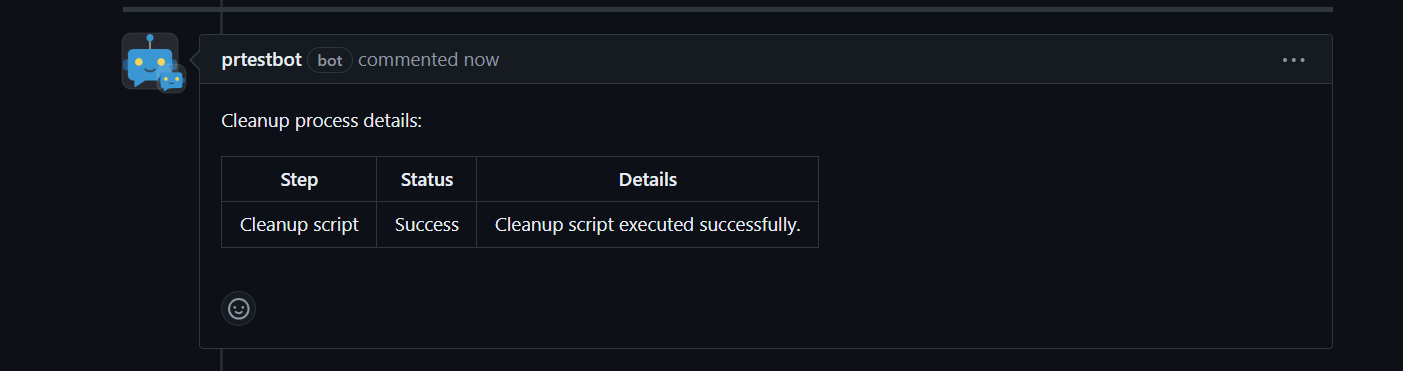 prtestbot bot commented now
Cleanup process details:
Step Status Details
Cleanup script Success Cleanup script executed successfully.